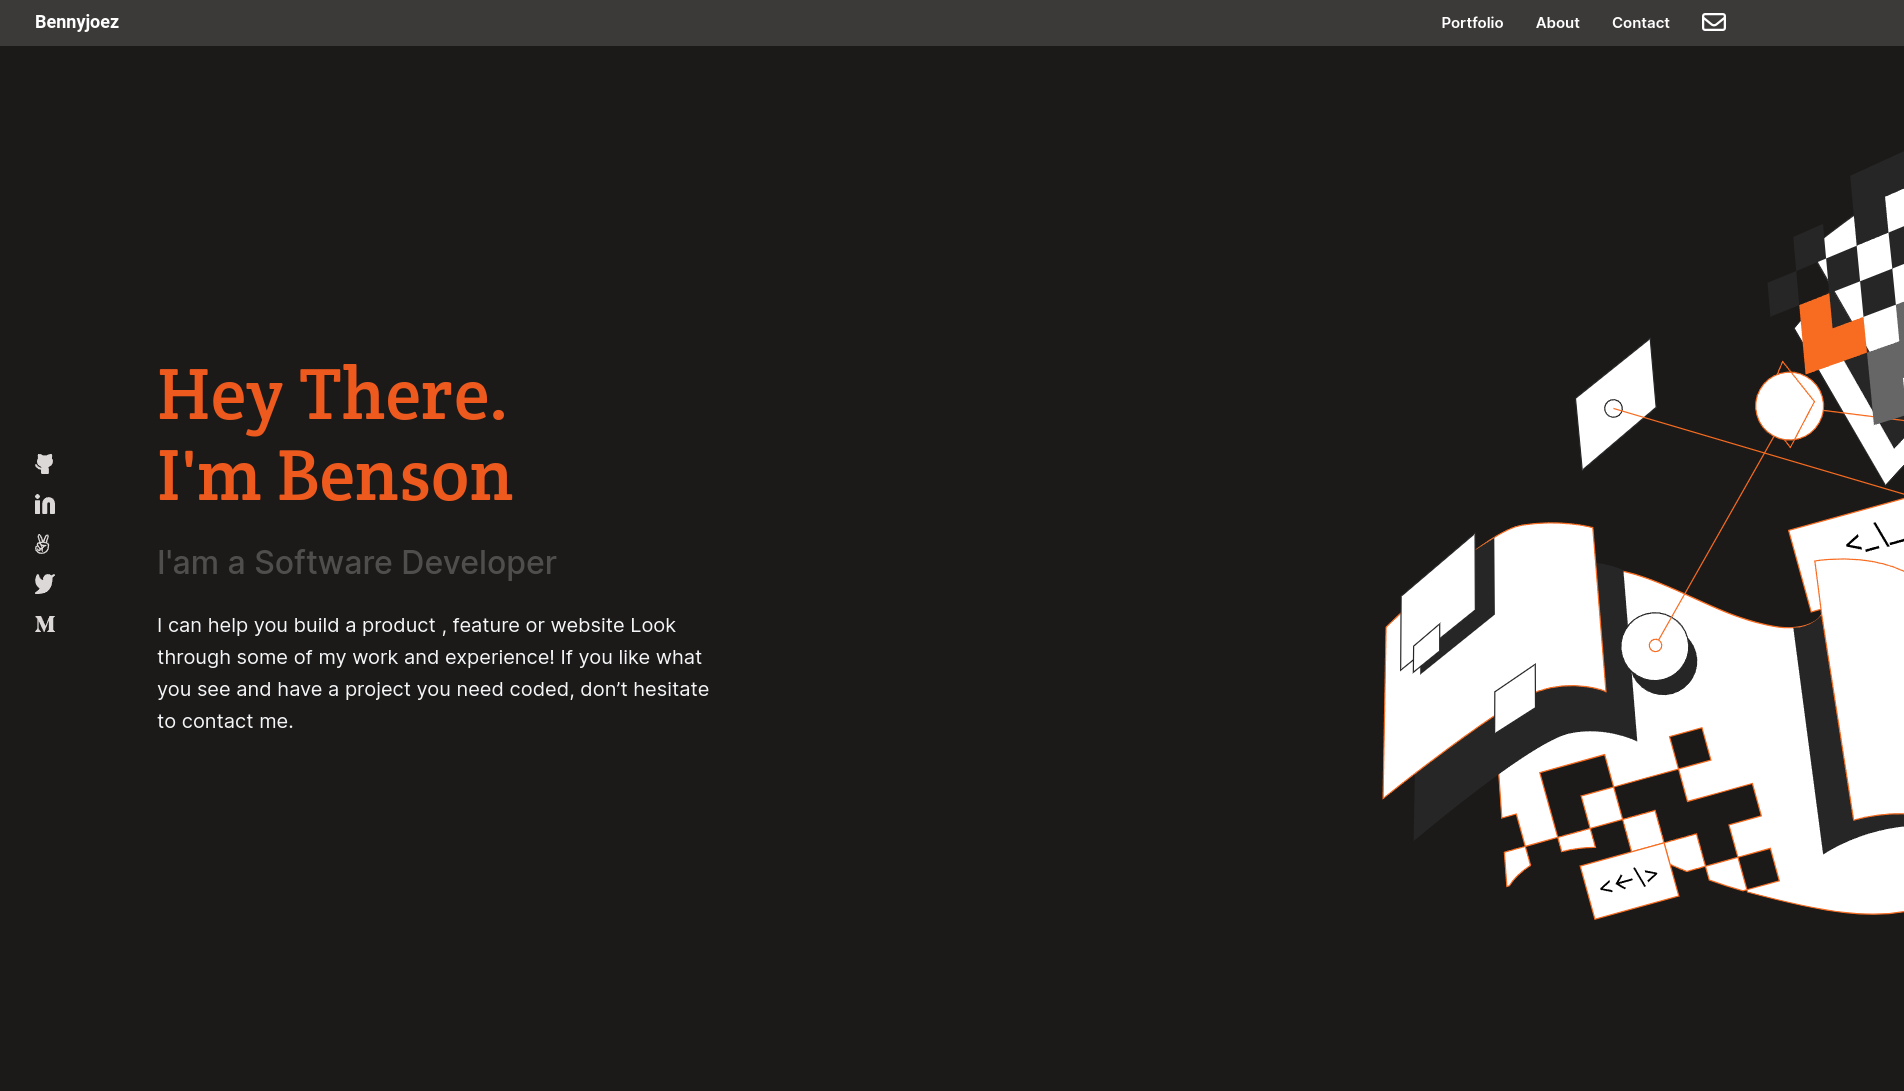 Bennyjoez
Portfolio About Contact
Hey There.
I'm Benson
I'am a Software Developer
I can help you build a product , feature or website Look
through some of my work and experience! If you like what
you see and have a project you need coded, don’t hesitate
to contact me.